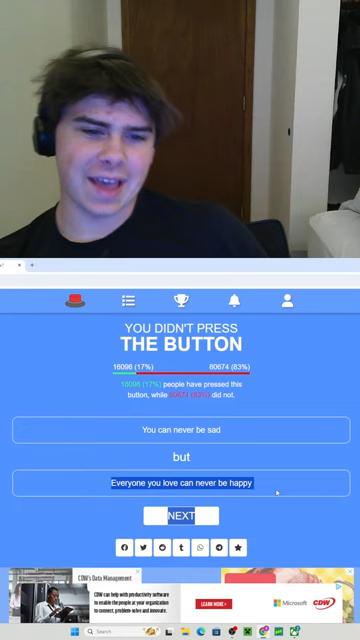 YOU DIDN'T PRESS
THE BUTTON
16096 (17%) 80674 (83%)
16096 (17%) people have pressed this
button, while 80674 (83%) did not.
You can never be sad
but
Everyone you love can never be happy
NEXT
CDW's Data Management
CDW can help with productivity software
to enable the people at your organization
to connect, problem-solve and innovate.
LEARN MORE>
Microsoft
CDW
Search